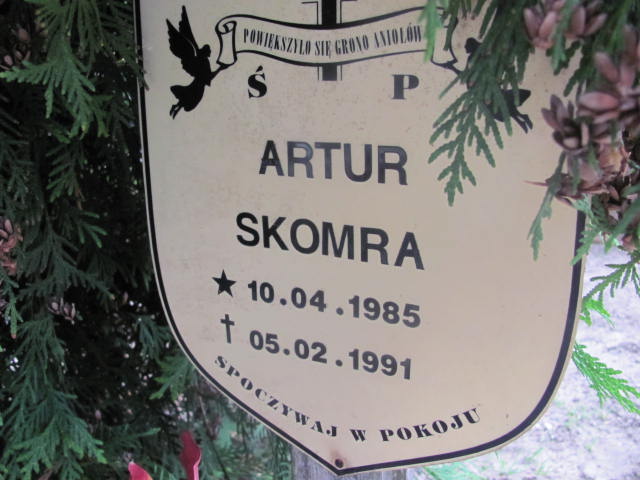 POWIĘKSZYŁO SIĘ GRONO ANIOŁÓW
Ś P
ARTUR
SKOMRA
★ 10.04.1985
† 05.02.1991
SPOCZYWAJ W POKOJU